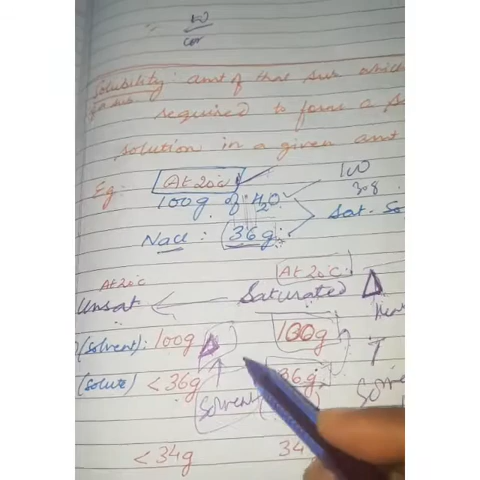 W
cm
Solubility: amt of that sub which
required to form a
solution in a given amt
Eg: At 20°C
100g of H₂O
NaCl: 36g
Sat. So
At 20°C At 20°C
Unsat Saturated Δ
(solvent): 100g Δ 100g T
(solute) <36g 36g
Solvent
<34g 34